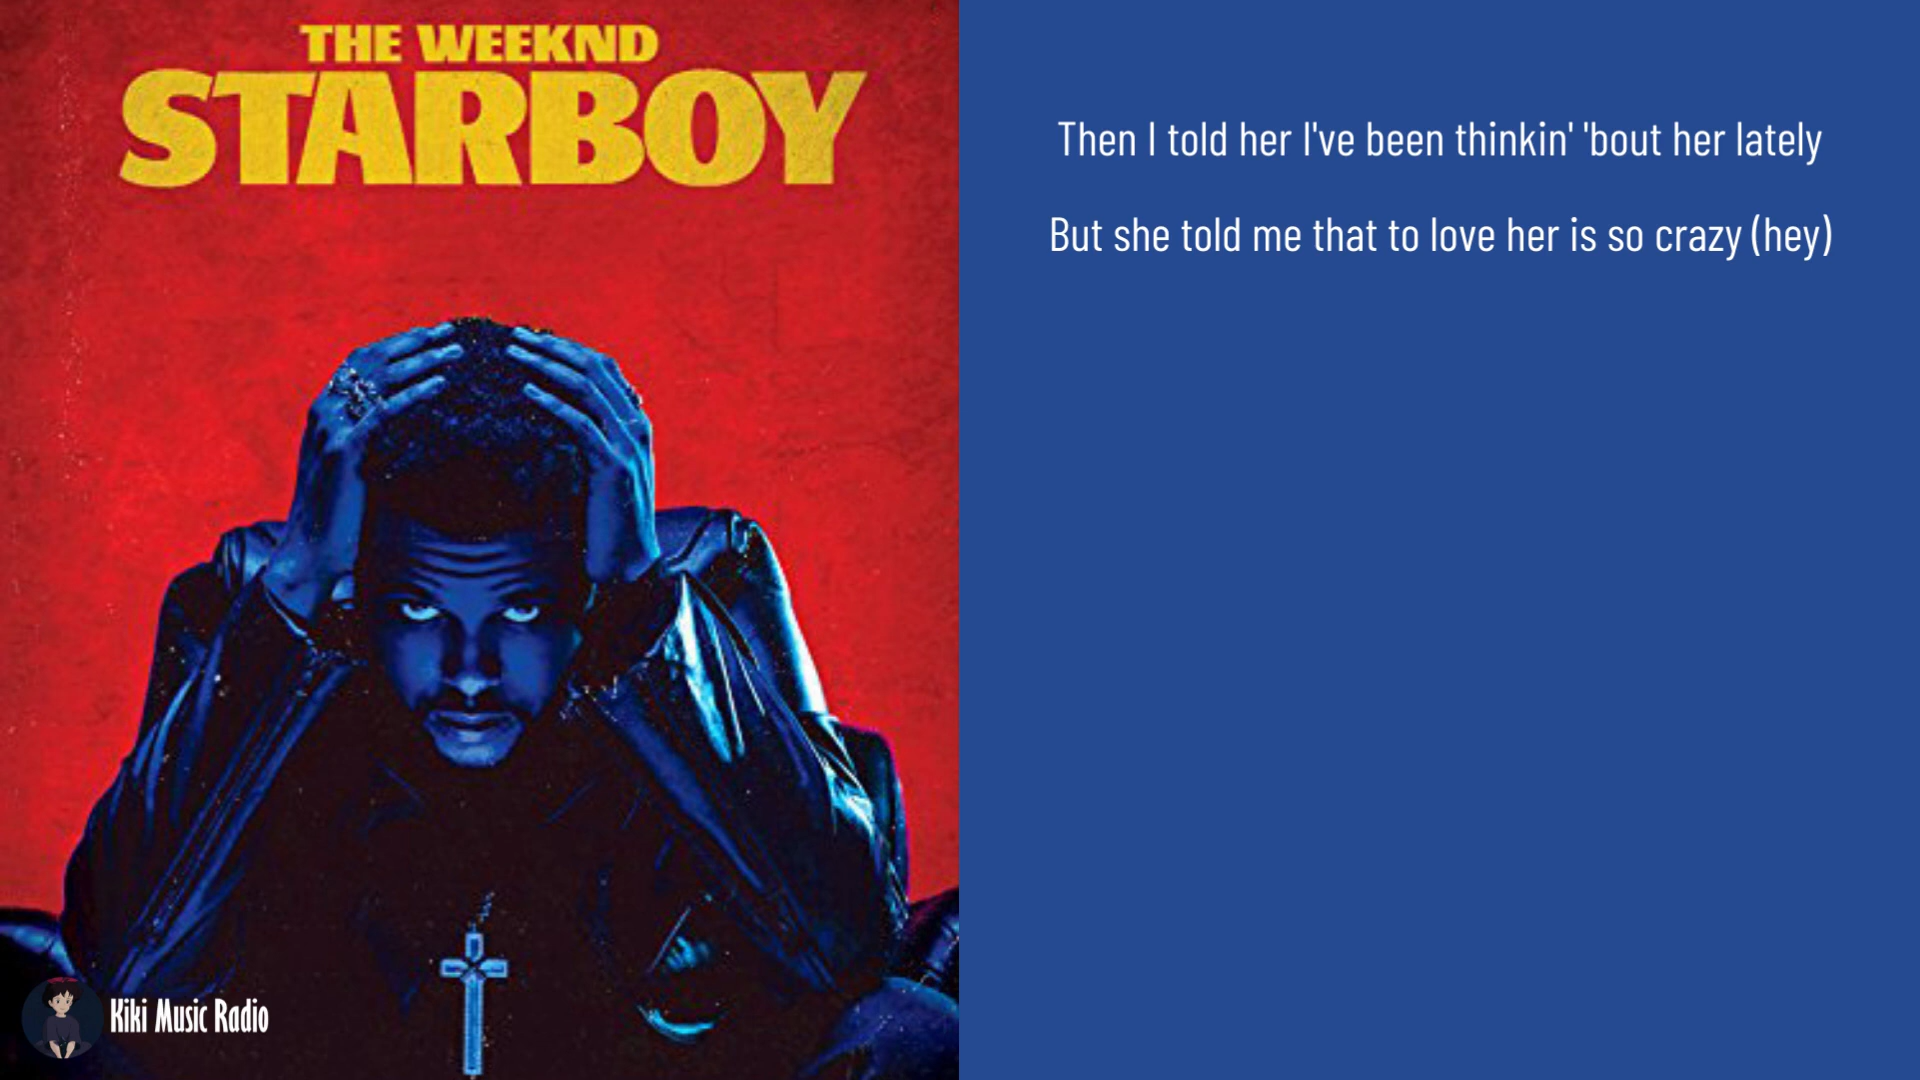 THE WEEKND
STARBOY
Then I told her I've been thinkin' 'bout her lately
But she told me that to love her is so crazy (hey)
Kiki Music Radio